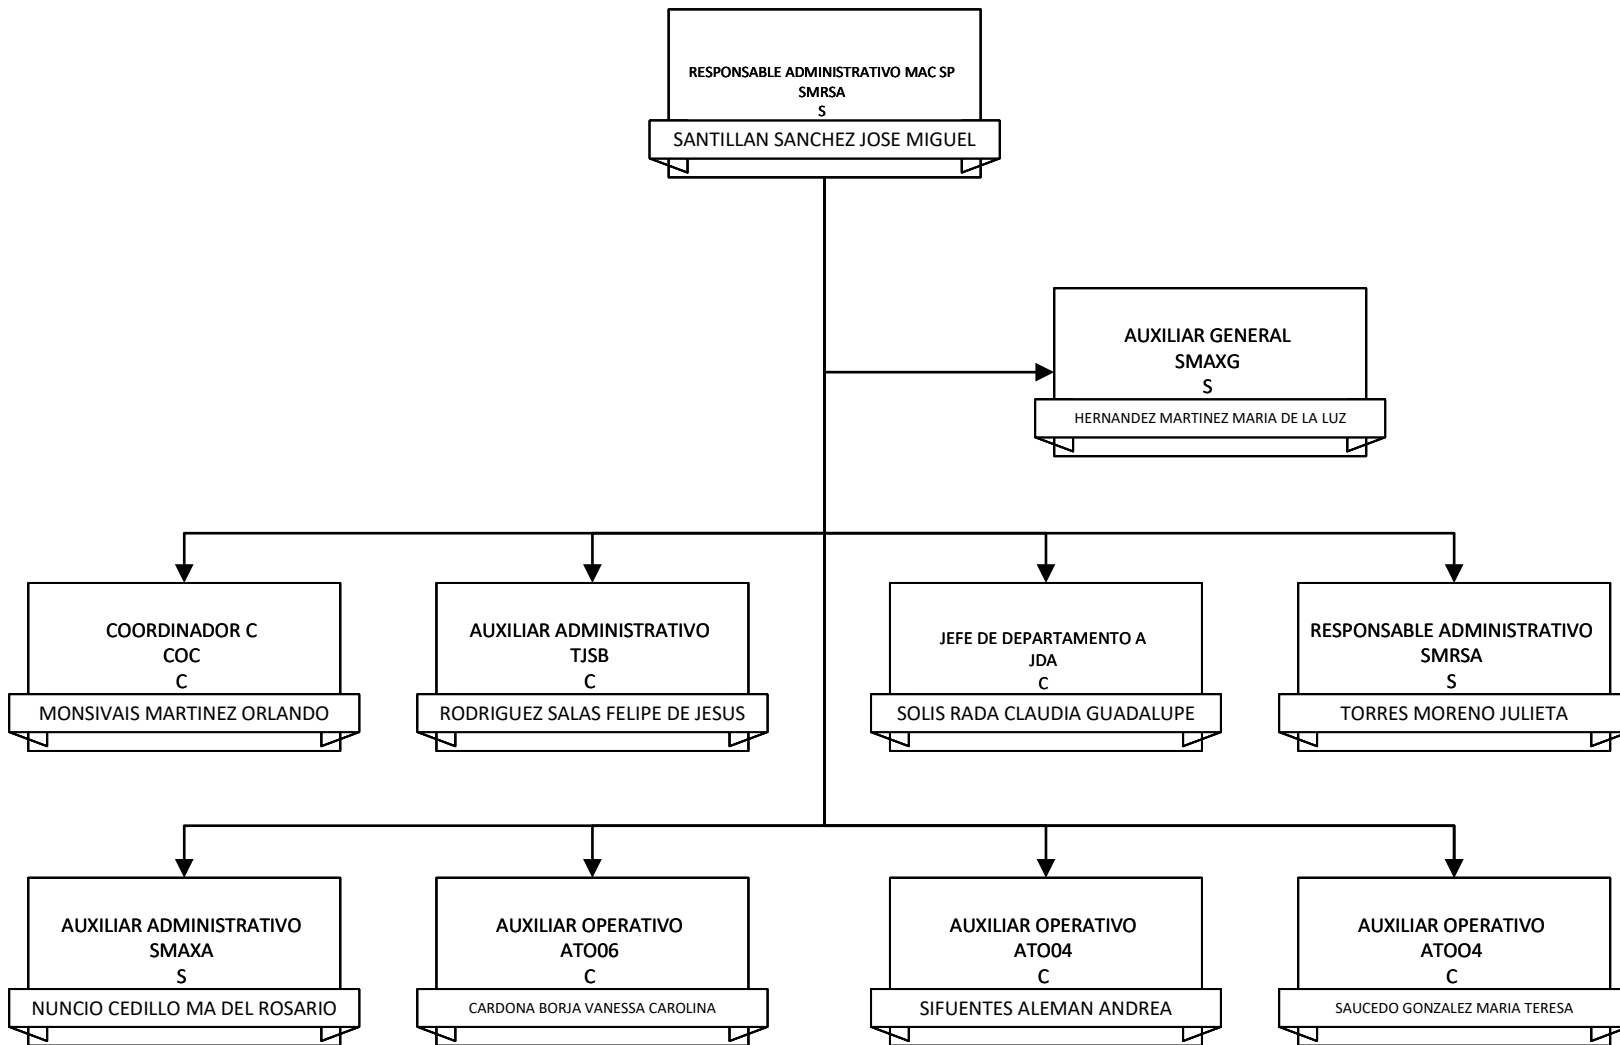 RESPONSABLE ADMINISTRATIVO MAC SP
SMRSA
S
SANTILLAN SANCHEZ JOSE MIGUEL
AUXILIAR GENERAL
SMAXG
S
HERNANDEZ MARTINEZ MARIA DE LA LUZ
COORDINADOR C
COC
C
MONSIVAIS MARTINEZ ORLANDO
AUXILIAR ADMINISTRATIVO
TJSB
C
RODRIGUEZ SALAS FELIPE DE JESUS
JEFE DE DEPARTAMENTO A
JDA
C
SOLIS RADA CLAUDIA GUADALUPE
RESPONSABLE ADMINISTRATIVO
SMRSA
S
TORRES MORENO JULIETA
AUXILIAR ADMINISTRATIVO
SMAXA
S
NUNCIO CEDILLO MA DEL ROSARIO
AUXILIAR OPERATIVO
ATO06
C
CARDONA BORJA VANESSA CAROLINA
AUXILIAR OPERATIVO
ATO04
C
SIFUENTES ALEMAN ANDREA
AUXILIAR OPERATIVO
ATOO4
C
SAUCEDO GONZALEZ MARIA TERESA